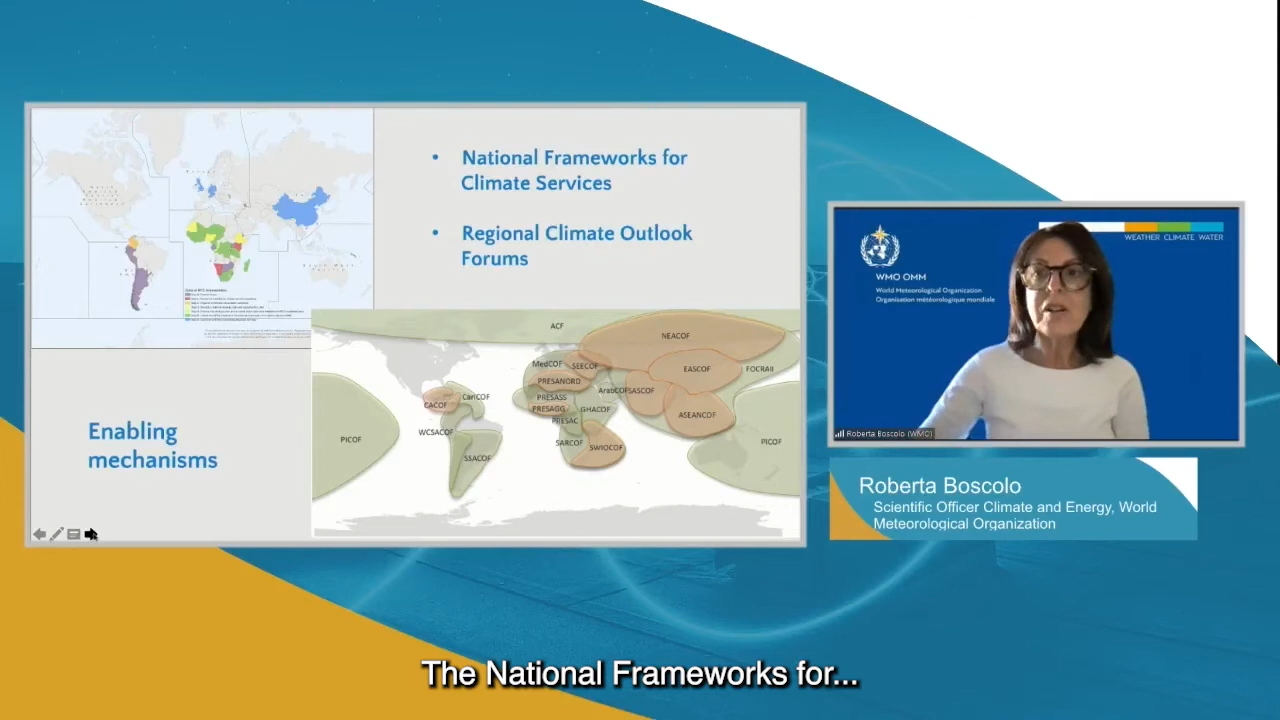 National Frameworks for
Climate Services
Regional Climate Outlook
Forums
Enabling
mechanisms
ACF
NEACOF
MedCOF
SEECOF
EASCOF
FOCRAII
PRESANORD
ArabCOF
SASCOF
PRESASS
CACOF
CariCOF
PRESAGG
GHACOF
ASEANCOF
PRESAC
WCSACOF
PICOF
SARCOF
SWIOCOF
PICOF
SSACOF
WEATHER CLIMATE WATER
WMO OMM
World Meteorological Organization
Organisation météorologique mondiale
Roberta Boscolo (WMO)
Roberta Boscolo
Scientific Officer Climate and Energy, World
Meteorological Organization
The National Frameworks for...